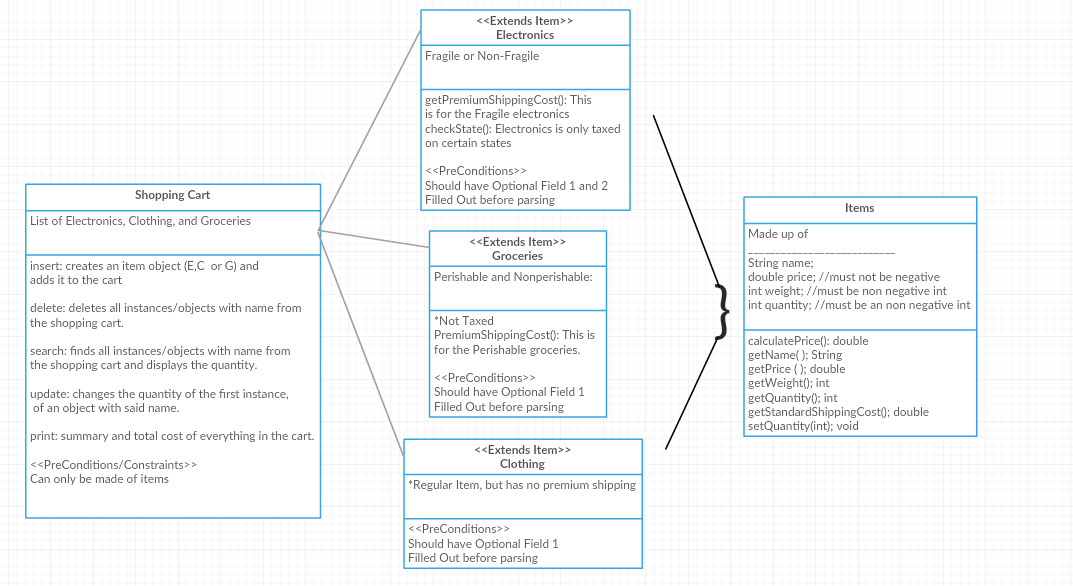 <<Extends Item>>
Electronics
Fragile or Non-Fragile
getPremiumShippingCost(): This
is for the Fragile electronics
checkState(): Electronics is only taxed
on certain states
<<PreConditions>>
Should have Optional Field 1 and 2
Filled Out before parsing
Shopping Cart
List of Electronics, Clothing, and Groceries
insert: creates an item object (E,C or G) and
adds it to the cart
delete: deletes all instances/objects with name from
the shopping cart.
search: finds all instances/objects with name from
the shopping cart and displays the quantity.
update: changes the quantity of the first instance,
of an object with said name.
print: summary and total cost of everything in the cart.
<<PreConditions/Constraints>>
Can only be made of items
<<Extends Item>>
Groceries
Perishable and Nonperishable:
*Not Taxed
PremiumShippingCost(): This is
for the Perishable groceries.
<<PreConditions>>
Should have Optional Field 1
Filled Out before parsing
<<Extends Item>>
Clothing
*Regular Item, but has no premium shipping
<<PreConditions>>
Should have Optional Field 1
Filled Out before parsing
}
Items
Made up of
___________________________
String name;
double price; //must not be negative
int weight; //must be non negative int
int quantity; //must be an non negative int
calculatePrice(): double
getName( ); String
getPrice ( ); double
getWeight(); int
getQuantity(); int
getStandardShippingCost(); double
setQuantity(int); void